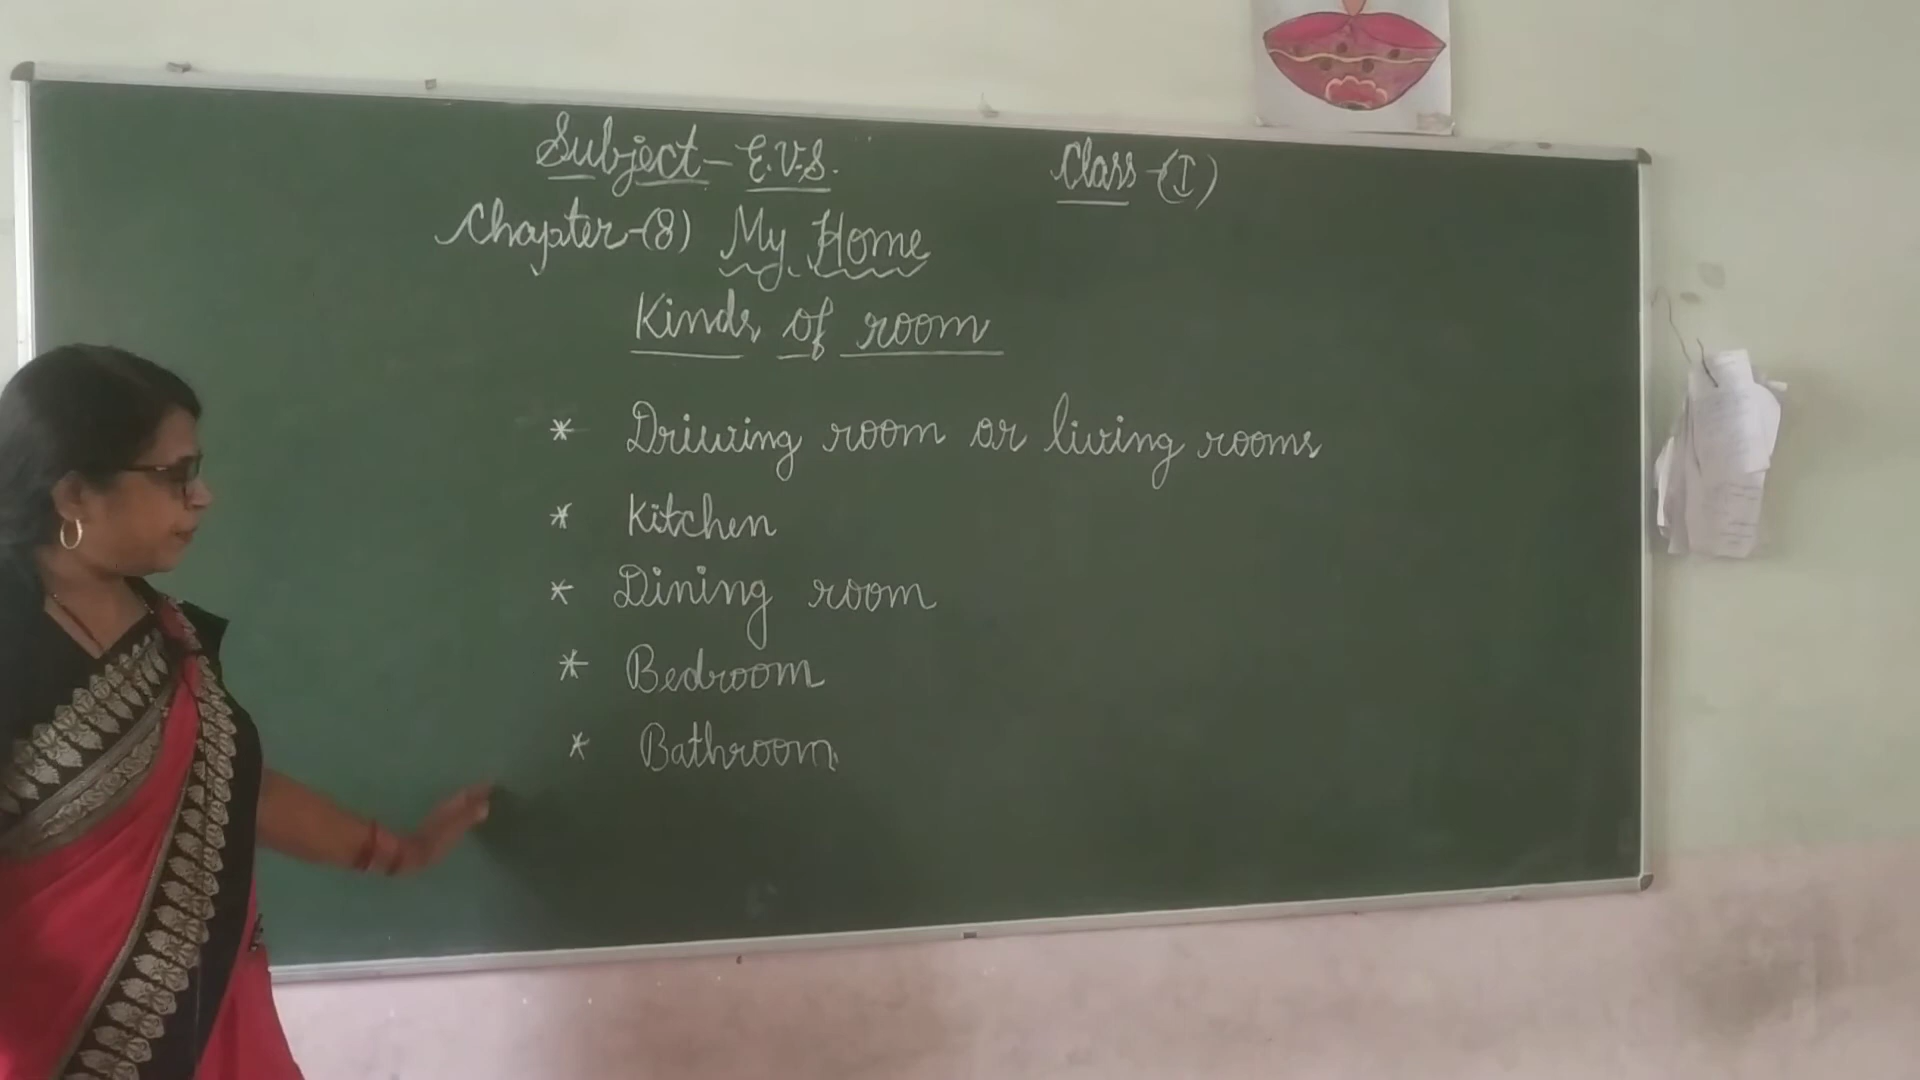 Subject - E.V.S.
Class - (I)
Chapter - (8) My Home
Kinds of room
* Driwing room or living rooms
* Kitchen
* Dining room
* Bedroom
* Bathroom